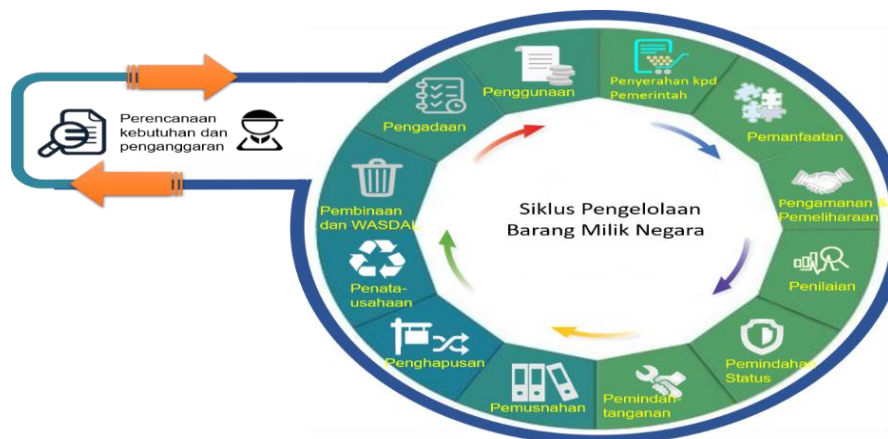 Perencanaan
kebutuhan dan
penganggaran
Pengadaan
Penggunaan
Penyerahan kpd
Pemerintah
Pemanfaatan
Pengamanan &
Pemeliharaan
Penilaian
Pemindahan
Status
Pemindah-
tanganan
Pemusnahan
Penghapusan
Penata-
usahaan
Pembinaan
dan WASDAL
Siklus Pengelolaan
Barang Milik Negara